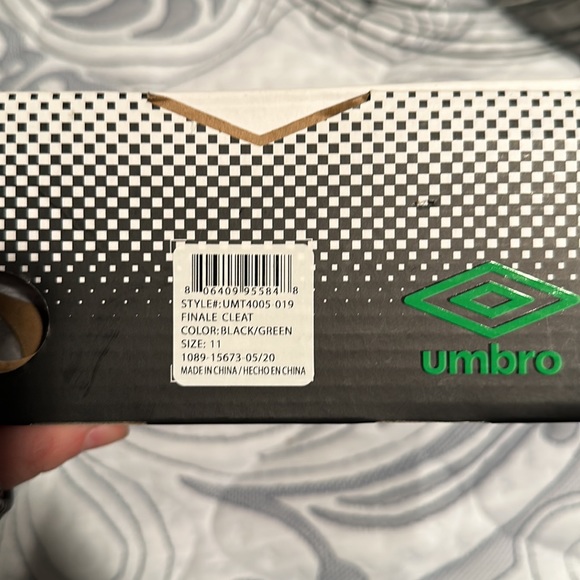 8 06409 95584 8
STYLE#:UMT4005-019
FINALE CLEAT
COLOR:BLACK/GREEN
SIZE: 11
1089-15673-05/20
MADE IN CHINA / HECHO EN CHINA
umbro